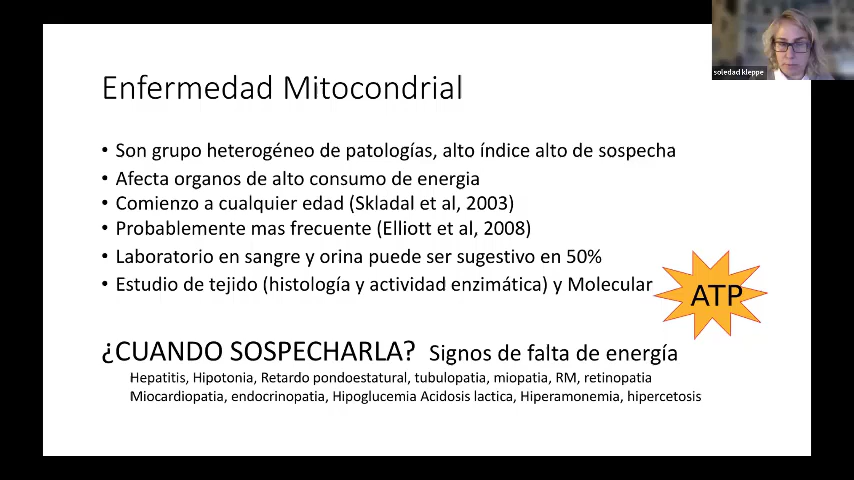 soledad kleppe
Enfermedad Mitocondrial
• Son grupo heterogéneo de patologías, alto índice alto de sospecha
• Afecta organos de alto consumo de energia
• Comienzo a cualquier edad (Skladal et al, 2003)
• Probablemente mas frecuente (Elliott et al, 2008)
• Laboratorio en sangre y orina puede ser sugestivo en 50%
• Estudio de tejido (histología y actividad enzimática) y Molecular
ATP
¿CUANDO SOSPECHARLA? Signos de falta de energía
Hepatitis, Hipotonia, Retardo pondoestatural, tubulopatia, miopatia, RM, retinopatia
Miocardiopatia, endocrinopatia, Hipoglucemia Acidosis lactica, Hiperamonemia, hipercetosis